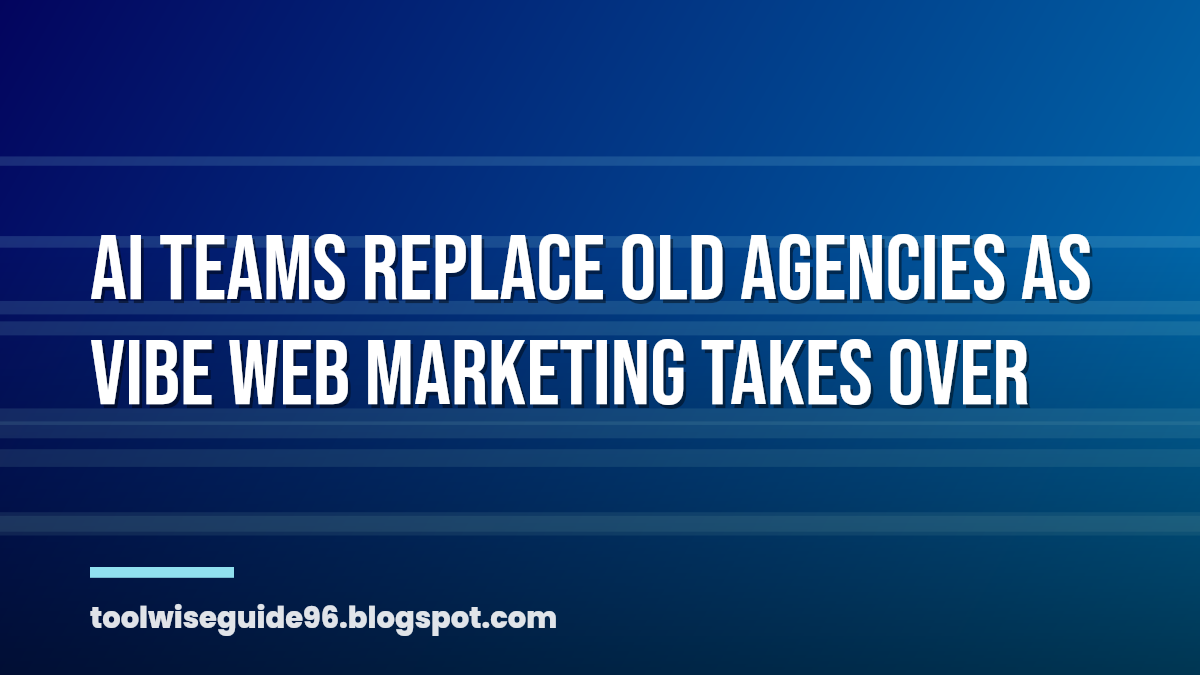 AI TEAMS REPLACE OLD AGENCIES AS
VIBE WEB MARKETING TAKES OVER
toolwiseguide96.blogspot.com